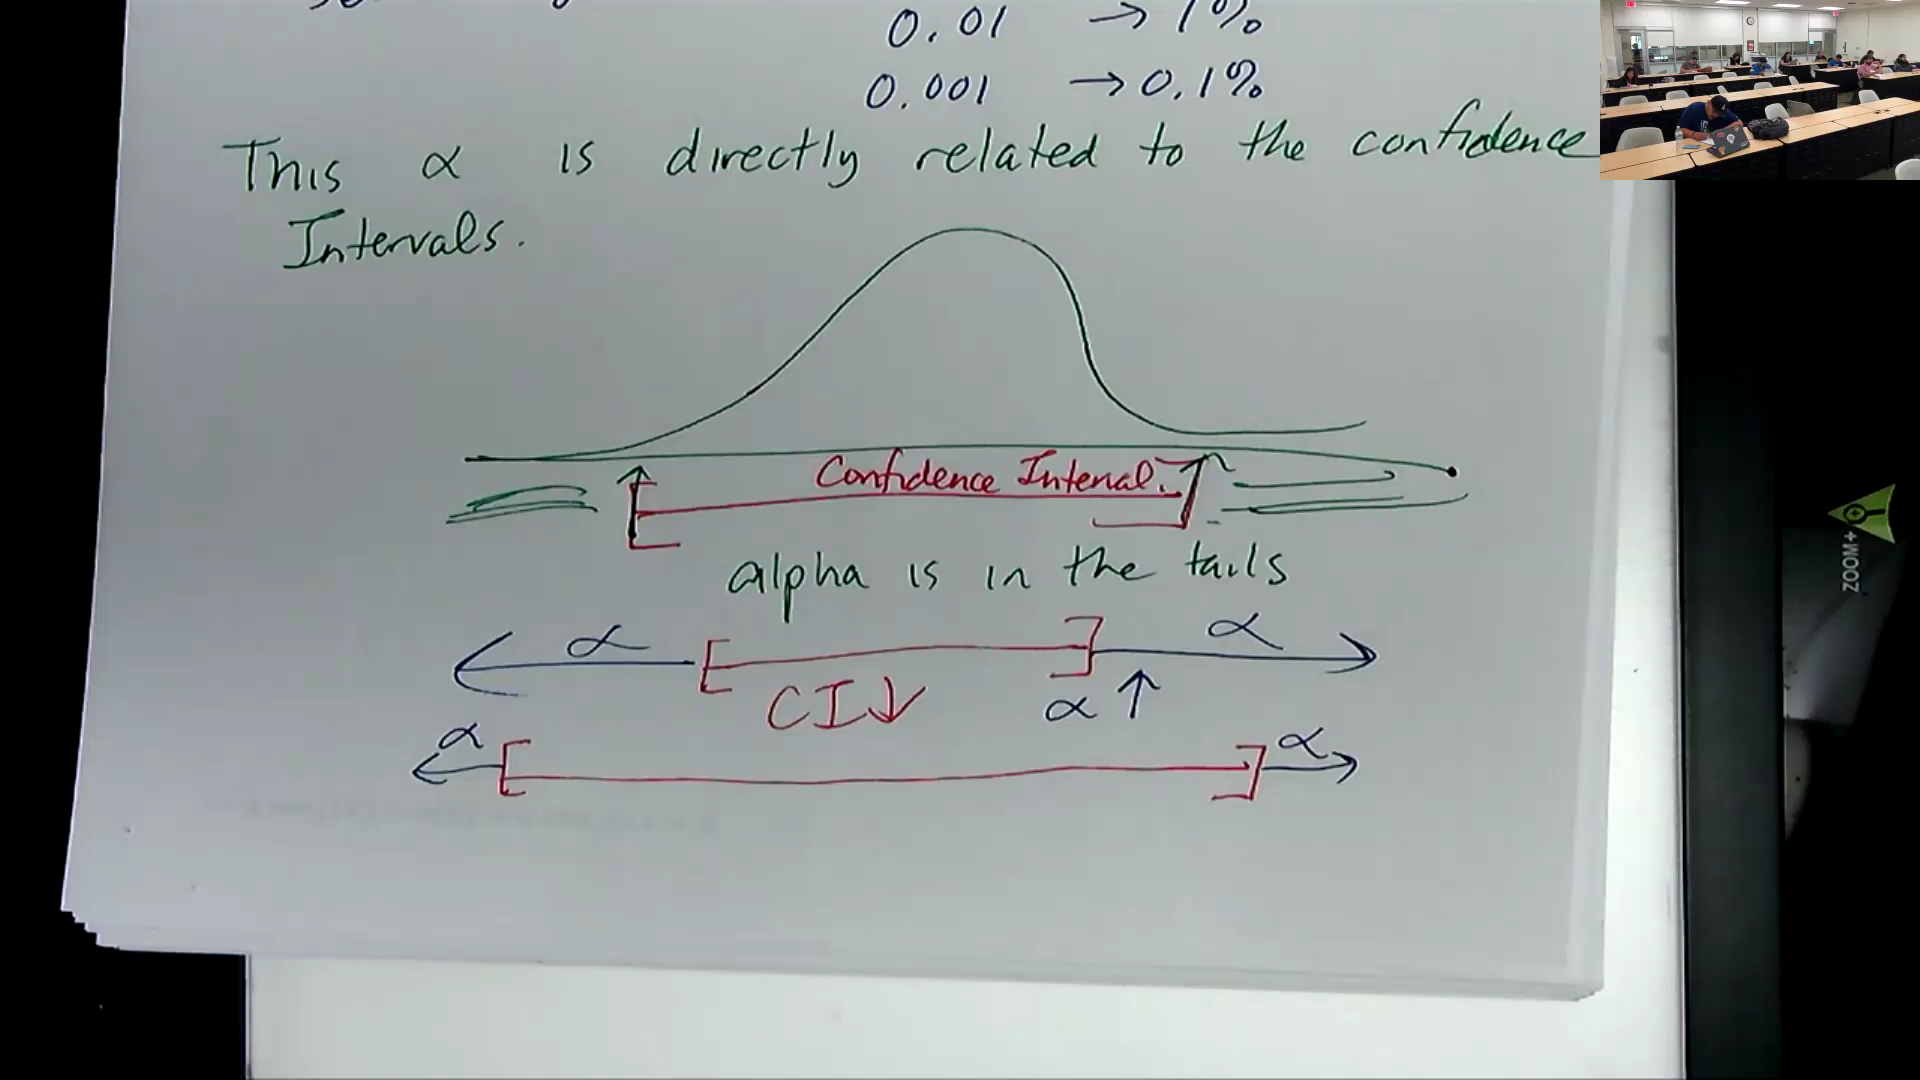 0.01 → 1%
0.001 → 0.1%
This α is directly related to the confidence
Intervals.
Confidence Interval.
alpha is in the tails
α [ ] α
CI↓ α ↑
α [ ] α
ZOOM+